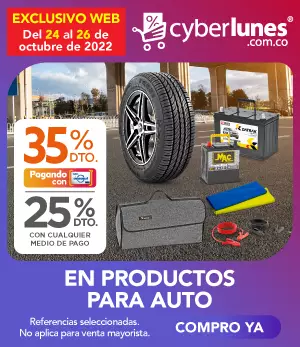 EXCLUSIVO WEB
Del 24 al 26 de
octubre de 2022
cyberlunes®
.com.co
35%
DTO.
Pagando
con
25%
DTO.
CON CUALQUIER
MEDIO DE PAGO
MAC
EN PRODUCTOS
PARA AUTO
Referencias seleccionadas.
No aplica para venta mayorista.
COMPRO YA